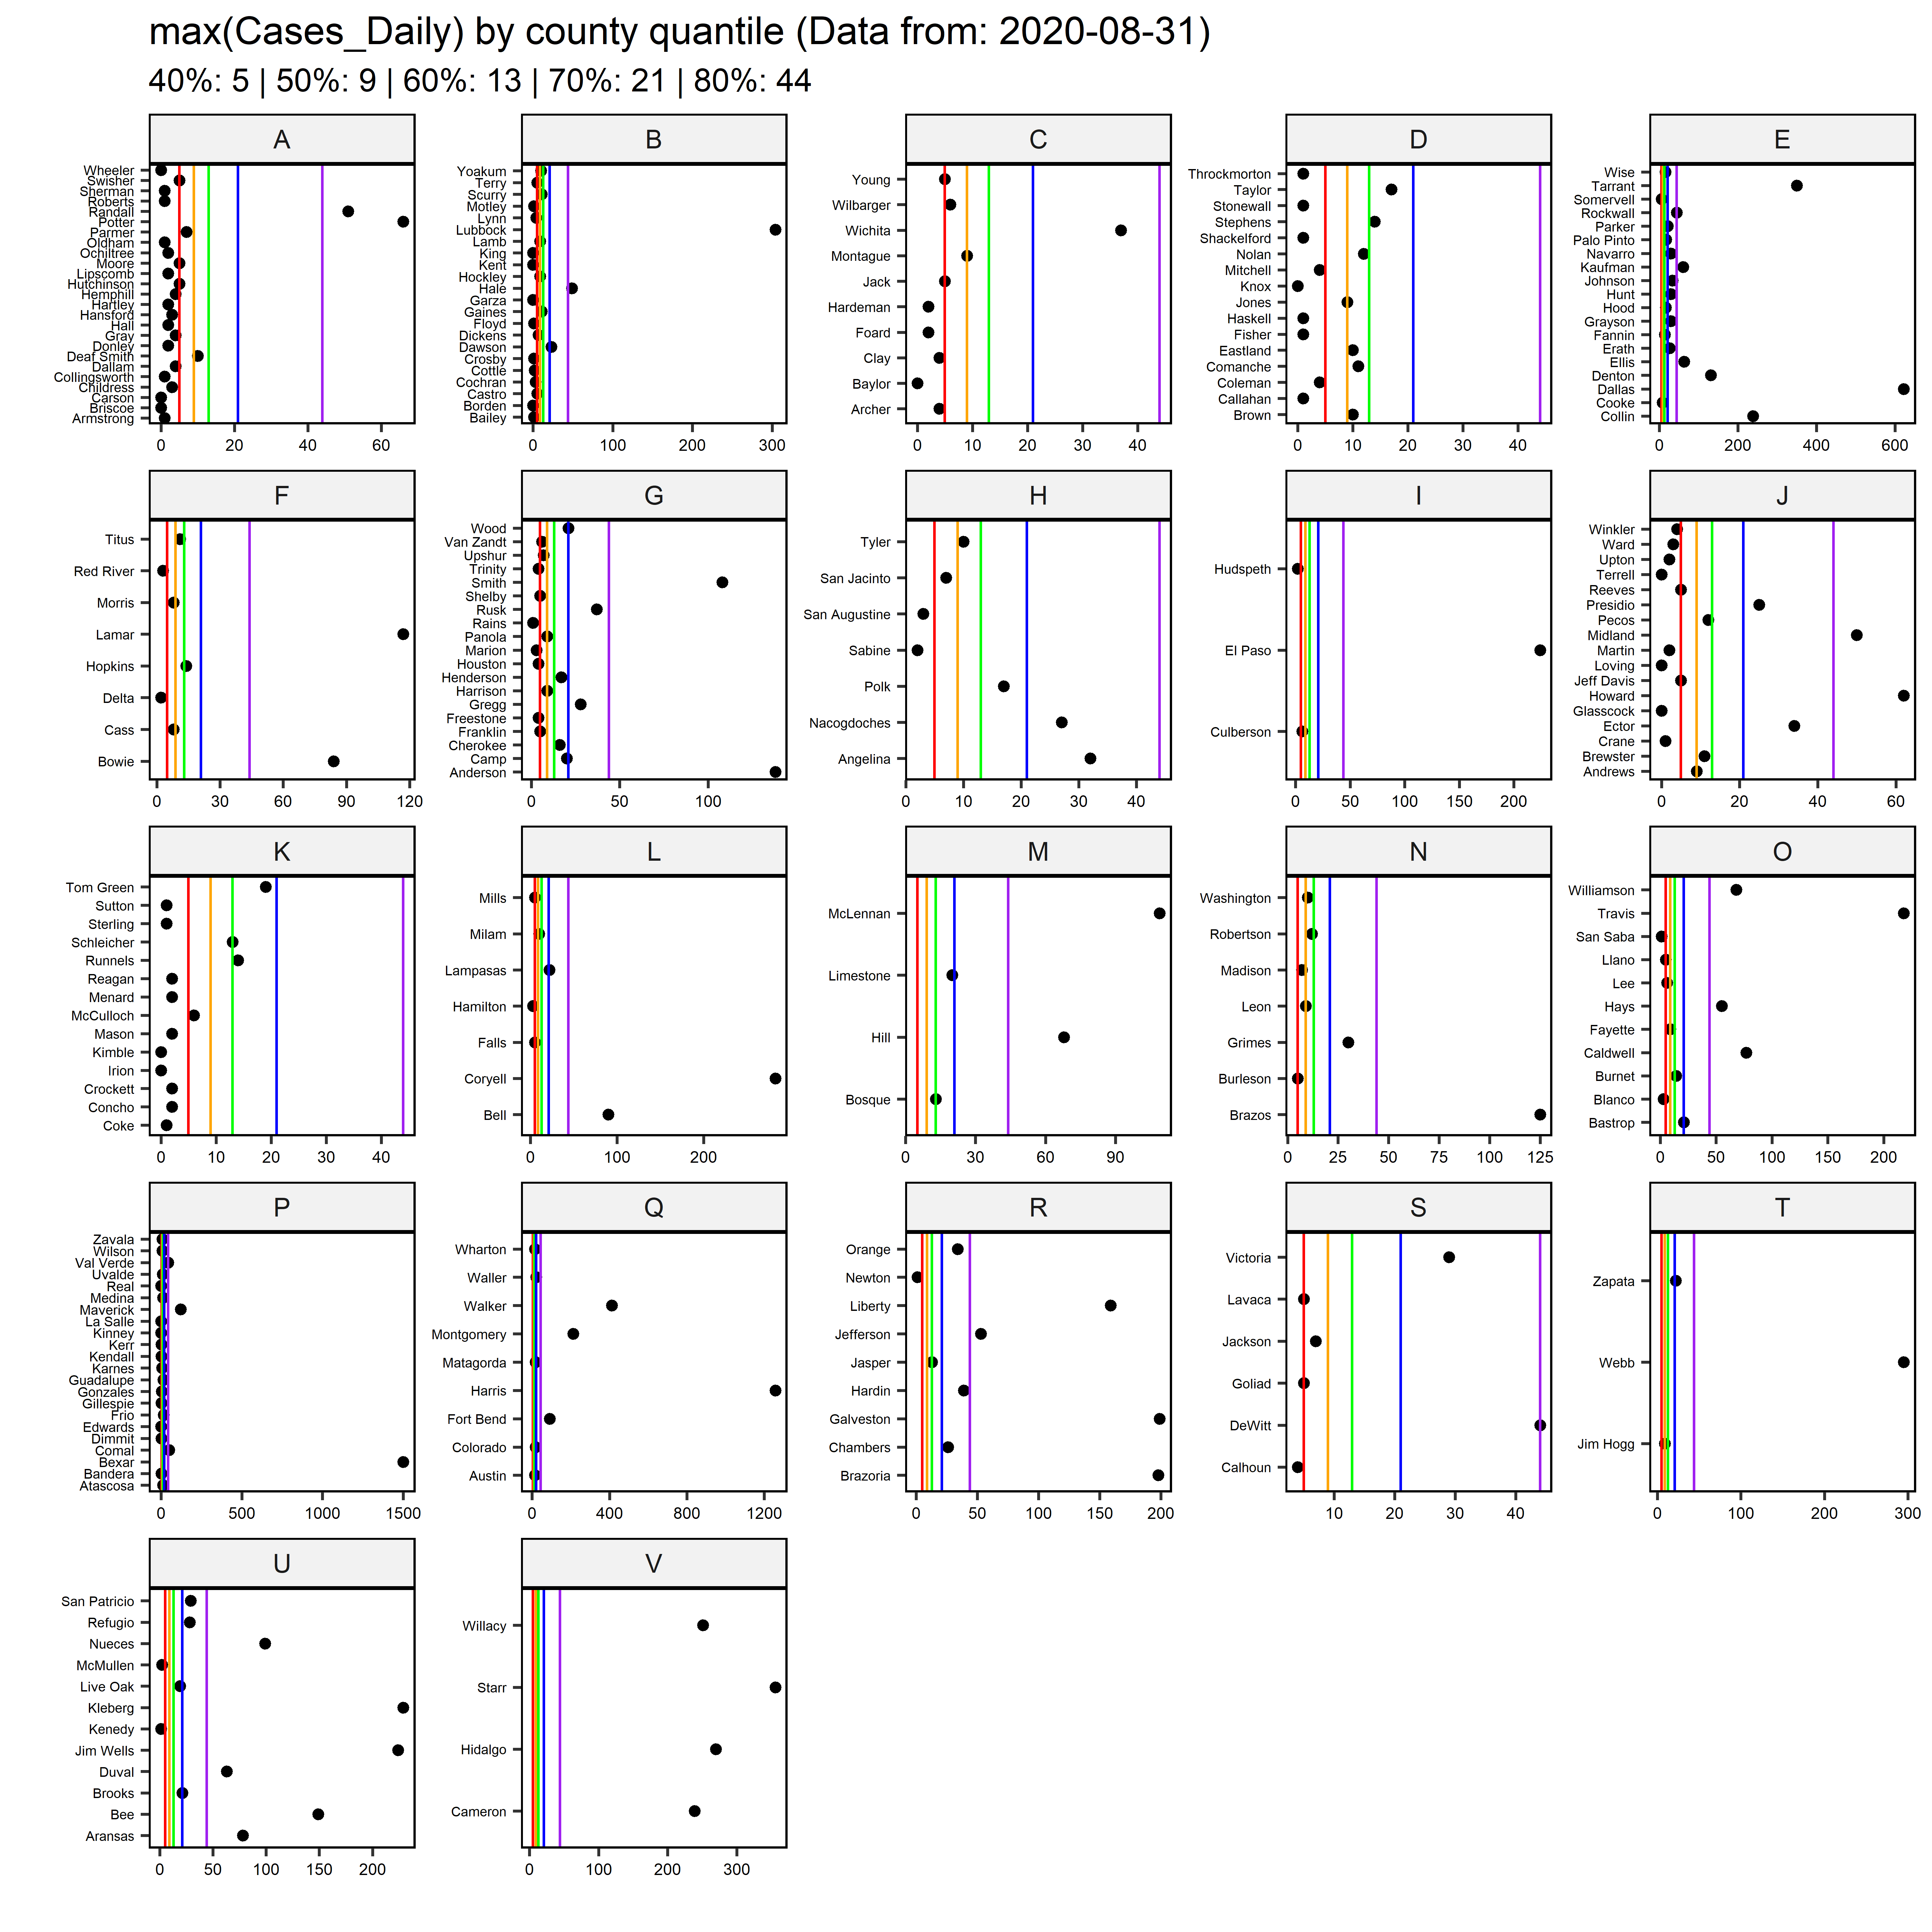 max(Cases_Daily) by county quantile (Data from: 2020-08-31)
40%: 5 | 50%: 9 | 60%: 13 | 70%: 21 | 80%: 44
A
Wheeler
Swisher
Sherman
Roberts
Randall
Potter
Parmer
Oldham
Ochiltree
Moore
Lipscomb
Hutchinson
Hemphill
Hartley
Hansford
Hall
Gray
Donley
Deaf Smith
Dallam
Collingsworth
Childress
Carson
Briscoe
Armstrong
0 20 40 60
B
Yoakum
Terry
Scurry
Motley
Lynn
Lubbock
Lamb
King
Kent
Hockley
Hale
Garza
Gaines
Floyd
Dickens
Dawson
Crosby
Cottle
Cochran
Castro
Borden
Bailey
0 100 200 300
C
Young
Wilbarger
Wichita
Montague
Jack
Hardeman
Foard
Clay
Baylor
Archer
0 10 20 30 40
D
Throckmorton
Taylor
Stonewall
Stephens
Shackelford
Nolan
Mitchell
Knox
Jones
Haskell
Fisher
Eastland
Comanche
Coleman
Callahan
Brown
0 10 20 30 40
E
Wise
Tarrant
Somervell
Rockwall
Parker
Palo Pinto
Navarro
Kaufman
Johnson
Hunt
Hood
Grayson
Fannin
Erath
Ellis
Denton
Dallas
Cooke
Collin
0 200 400 600
F
Titus
Red River
Morris
Lamar
Hopkins
Delta
Cass
Bowie
0 30 60 90 120
G
Wood
Van Zandt
Upshur
Trinity
Smith
Shelby
Rusk
Rains
Panola
Marion
Houston
Henderson
Harrison
Gregg
Freestone
Franklin
Cherokee
Camp
Anderson
0 50 100
H
Tyler
San Jacinto
San Augustine
Sabine
Polk
Nacogdoches
Angelina
0 10 20 30 40
I
Hudspeth
El Paso
Culberson
0 50 100 150 200
J
Winkler
Ward
Upton
Terrell
Reeves
Presidio
Pecos
Midland
Martin
Loving
Jeff Davis
Howard
Glasscock
Ector
Crane
Brewster
Andrews
0 20 40 60
K
Tom Green
Sutton
Sterling
Schleicher
Runnels
Reagan
Menard
McCulloch
Mason
Kimble
Irion
Crockett
Concho
Coke
0 10 20 30 40
L
Mills
Milam
Lampasas
Hamilton
Falls
Coryell
Bell
0 100 200
M
McLennan
Limestone
Hill
Bosque
0 30 60 90
N
Washington
Robertson
Madison
Leon
Grimes
Burleson
Brazos
0 25 50 75 100 125
O
Williamson
Travis
San Saba
Llano
Lee
Hays
Fayette
Caldwell
Burnet
Blanco
Bastrop
0 50 100 150 200
P
Zavala
Wilson
Val Verde
Uvalde
Real
Medina
Maverick
La Salle
Kinney
Kerr
Kendall
Karnes
Guadalupe
Gonzales
Gillespie
Frio
Edwards
Dimmit
Comal
Bexar
Bandera
Atascosa
0 500 1000 1500
Q
Wharton
Waller
Walker
Montgomery
Matagorda
Harris
Fort Bend
Colorado
Austin
0 400 800 1200
R
Orange
Newton
Liberty
Jefferson
Jasper
Hardin
Galveston
Chambers
Brazoria
0 50 100 150 200
S
Victoria
Lavaca
Jackson
Goliad
DeWitt
Calhoun
10 20 30 40
T
Zapata
Webb
Jim Hogg
0 100 200 300
U
San Patricio
Refugio
Nueces
McMullen
Live Oak
Kleberg
Kenedy
Jim Wells
Duval
Brooks
Bee
Aransas
0 50 100 150 200
V
Willacy
Starr
Hidalgo
Cameron
0 100 200 300